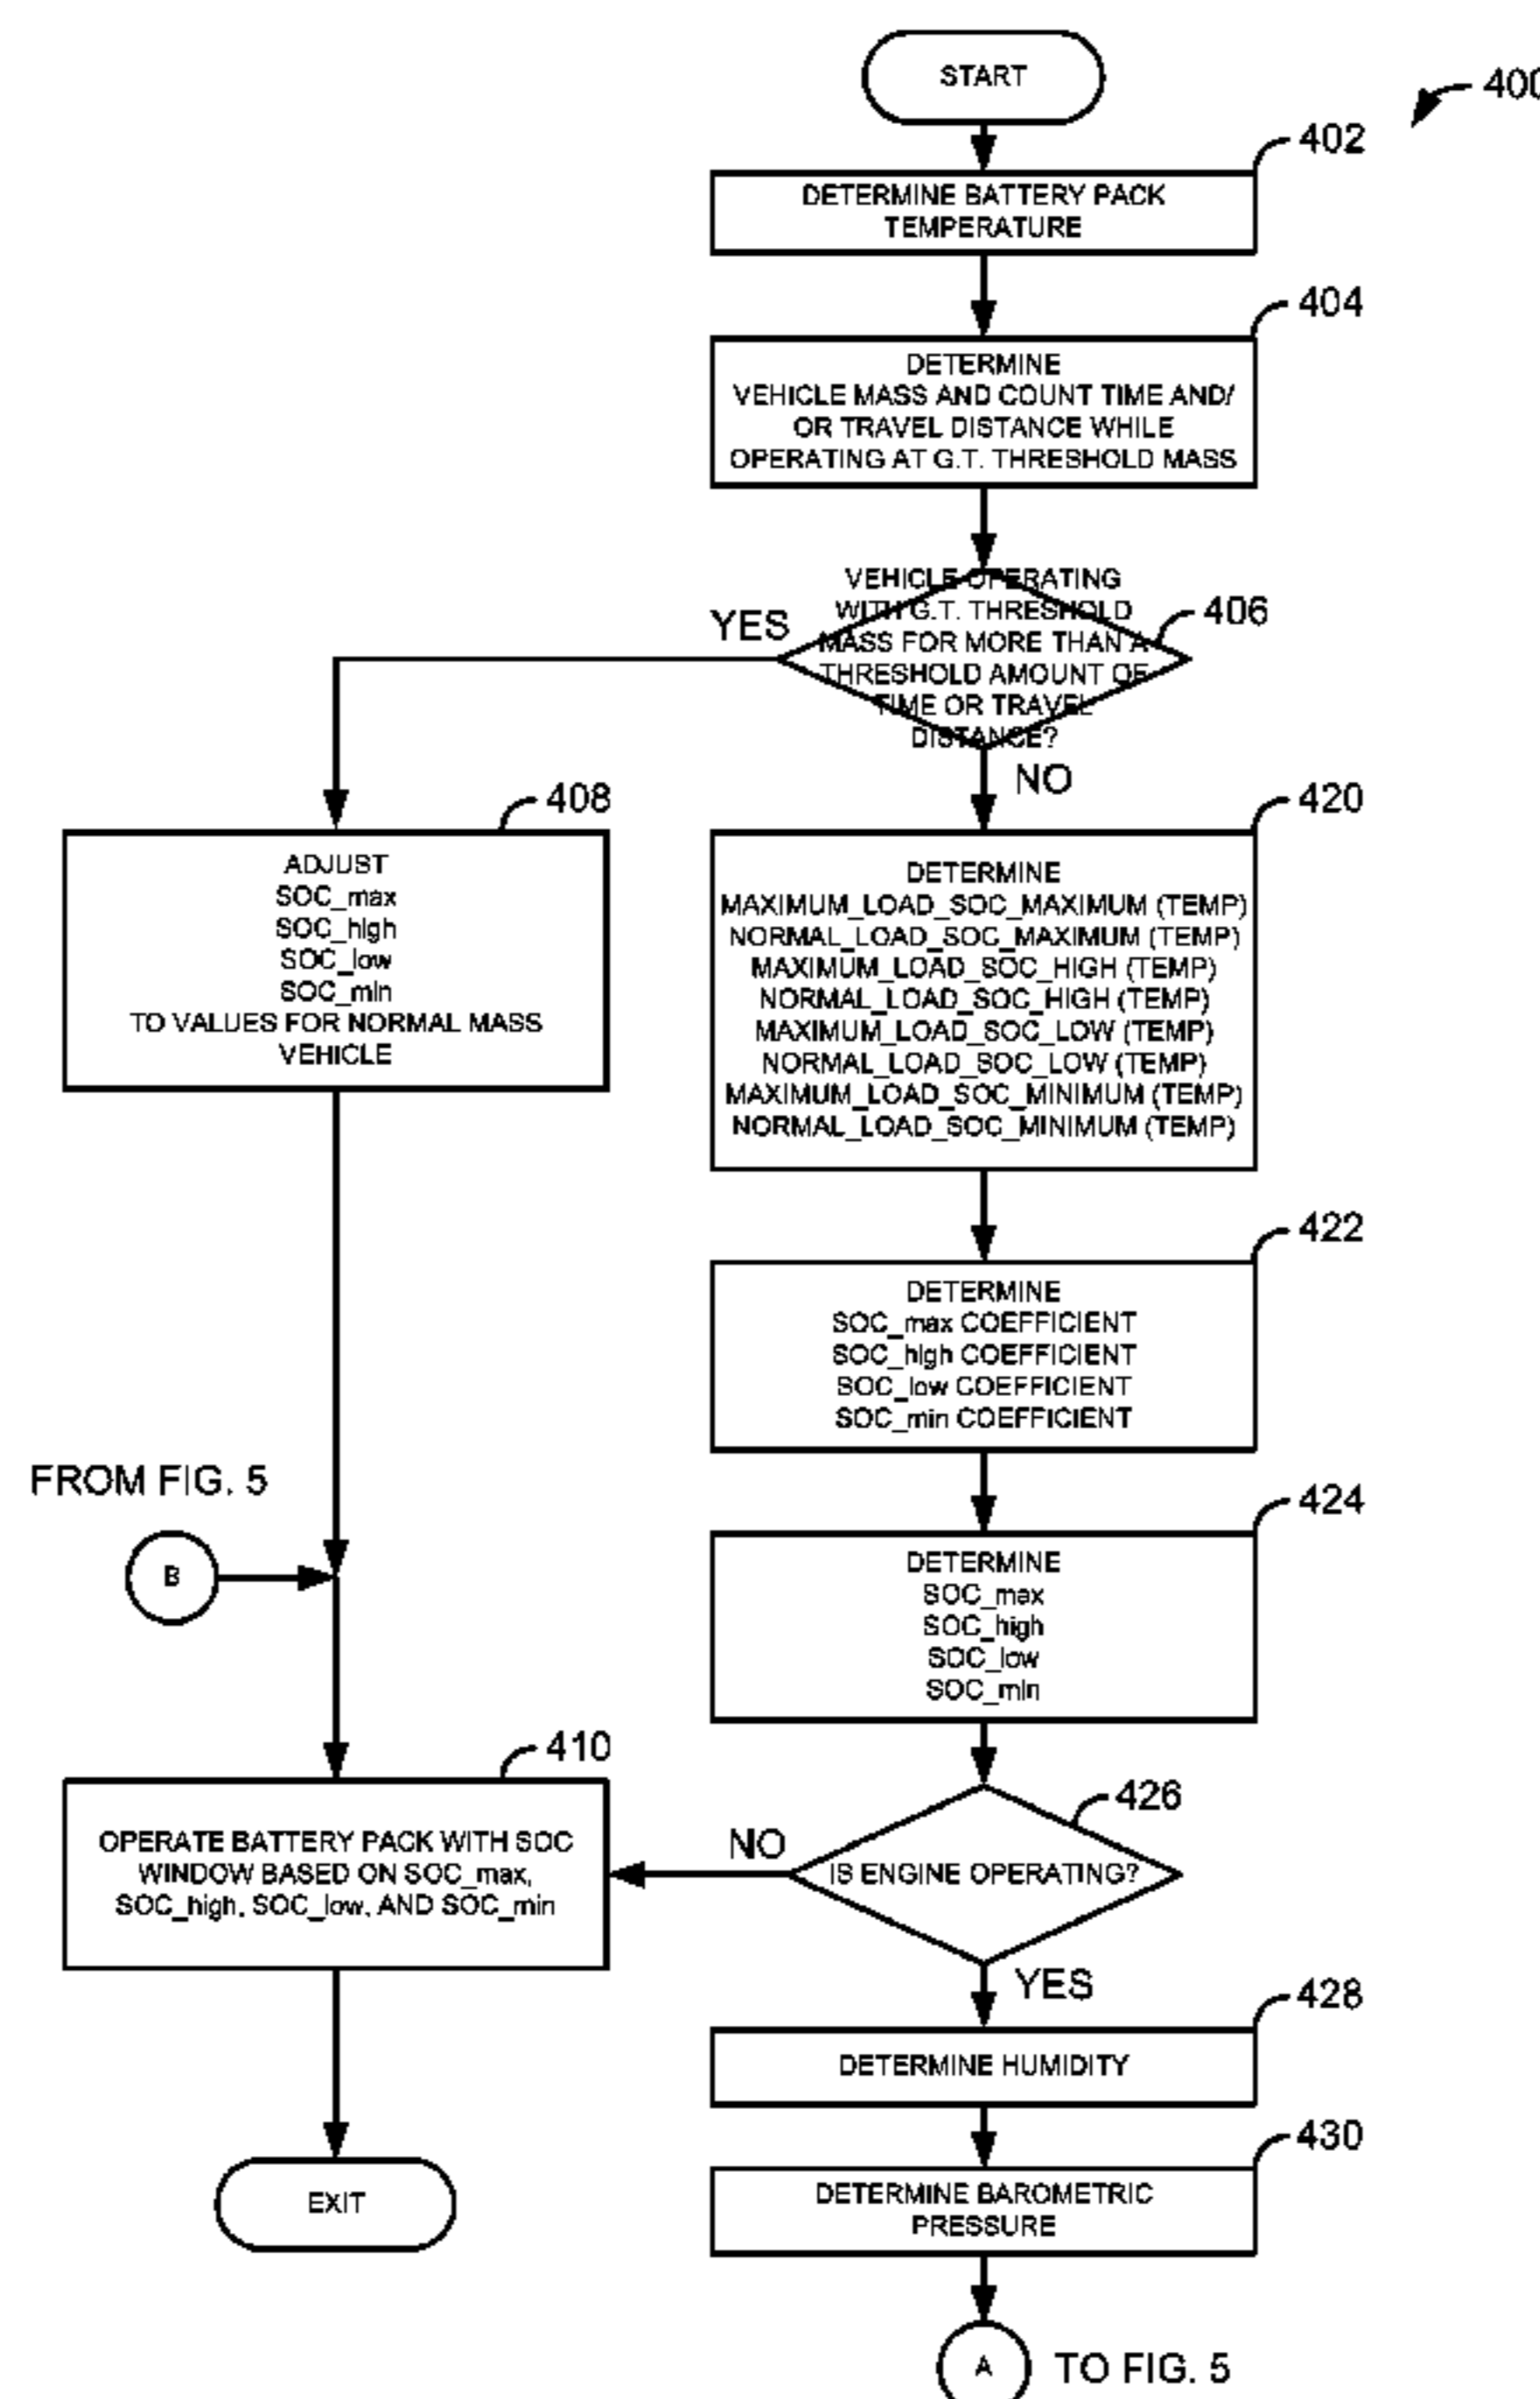 START
400
402
DETERMINE BATTERY PACK
TEMPERATURE
404
DETERMINE
VEHICLE MASS AND COUNT TIME AND/
OR TRAVEL DISTANCE WHILE
OPERATING AT G.T. THRESHOLD MASS
VEHICLE OPERATING
WITH G.T. THRESHOLD
MASS FOR MORE THAN A
THRESHOLD AMOUNT OF
TIME OR TRAVEL
DISTANCE?
406
YES
NO
408
ADJUST
SOC_max
SOC_high
SOC_low
SOC_min
TO VALUES FOR NORMAL MASS
VEHICLE
420
DETERMINE
MAXIMUM_LOAD_SOC_MAXIMUM (TEMP)
NORMAL_LOAD_SOC_MAXIMUM (TEMP)
MAXIMUM_LOAD_SOC_HIGH (TEMP)
NORMAL_LOAD_SOC_HIGH (TEMP)
MAXIMUM_LOAD_SOC_LOW (TEMP)
NORMAL_LOAD_SOC_LOW (TEMP)
MAXIMUM_LOAD_SOC_MINIMUM (TEMP)
NORMAL_LOAD_SOC_MINIMUM (TEMP)
422
DETERMINE
SOC_max COEFFICIENT
SOC_high COEFFICIENT
SOC_low COEFFICIENT
SOC_min COEFFICIENT
FROM FIG. 5
B
424
DETERMINE
SOC_max
SOC_high
SOC_low
SOC_min
410
OPERATE BATTERY PACK WITH SOC
WINDOW BASED ON SOC_max,
SOC_high, SOC_low, AND SOC_min
426
NO
IS ENGINE OPERATING?
YES
428
DETERMINE HUMIDITY
430
DETERMINE BAROMETRIC
PRESSURE
EXIT
A
TO FIG. 5